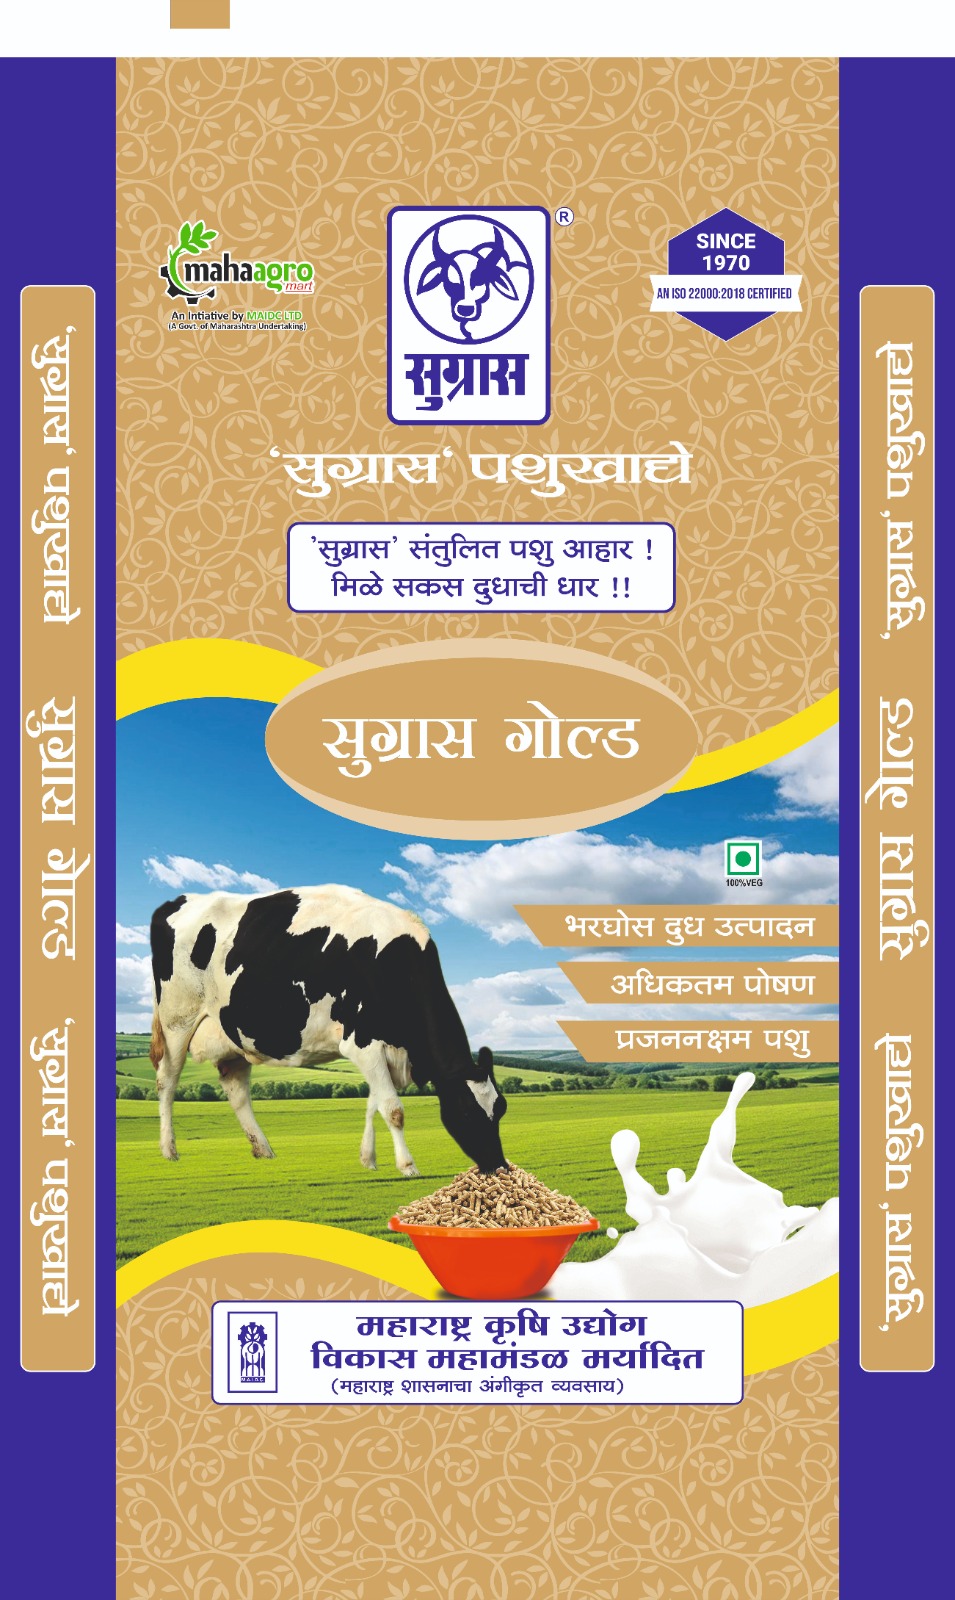 mahaagro
mart
An Intiative by MAIDC LTD
(A Govt. of Maharashtra Undertaking)
सुग्रास
®
SINCE
1970
AN ISO 22000:2018 CERTIFIED
‘सुग्रास‘ पशुखाद्ये
'सुग्रास' संतुलित पशु आहार !
मिळे सकस दुधाची धार !!
सुग्रास गोल्ड
100%VEG
भरघोस दुध उत्पादन
अधिकतम पोषण
प्रजननक्षम पशु
MAIDC
महाराष्ट्र कृषि उद्योग
विकास महामंडळ मर्यादित
(महाराष्ट्र शासनाचा अंगीकृत व्यवसाय)
‘सुग्रास‘ पशुखाद्ये सुग्रास गोल्ड ‘सुग्रास‘ पशुखाद्ये
‘सुग्रास‘ पशुखाद्ये सुग्रास गोल्ड ‘सुग्रास‘ पशुखाद्ये